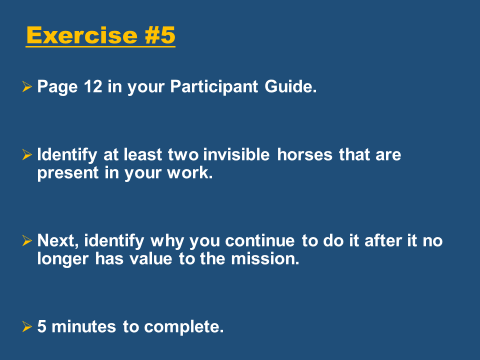 Exercise #5
➢ Page 12 in your Participant Guide.
➢ Identify at least two invisible horses that are
present in your work.
➢ Next, identify why you continue to do it after it no
longer has value to the mission.
➢ 5 minutes to complete.